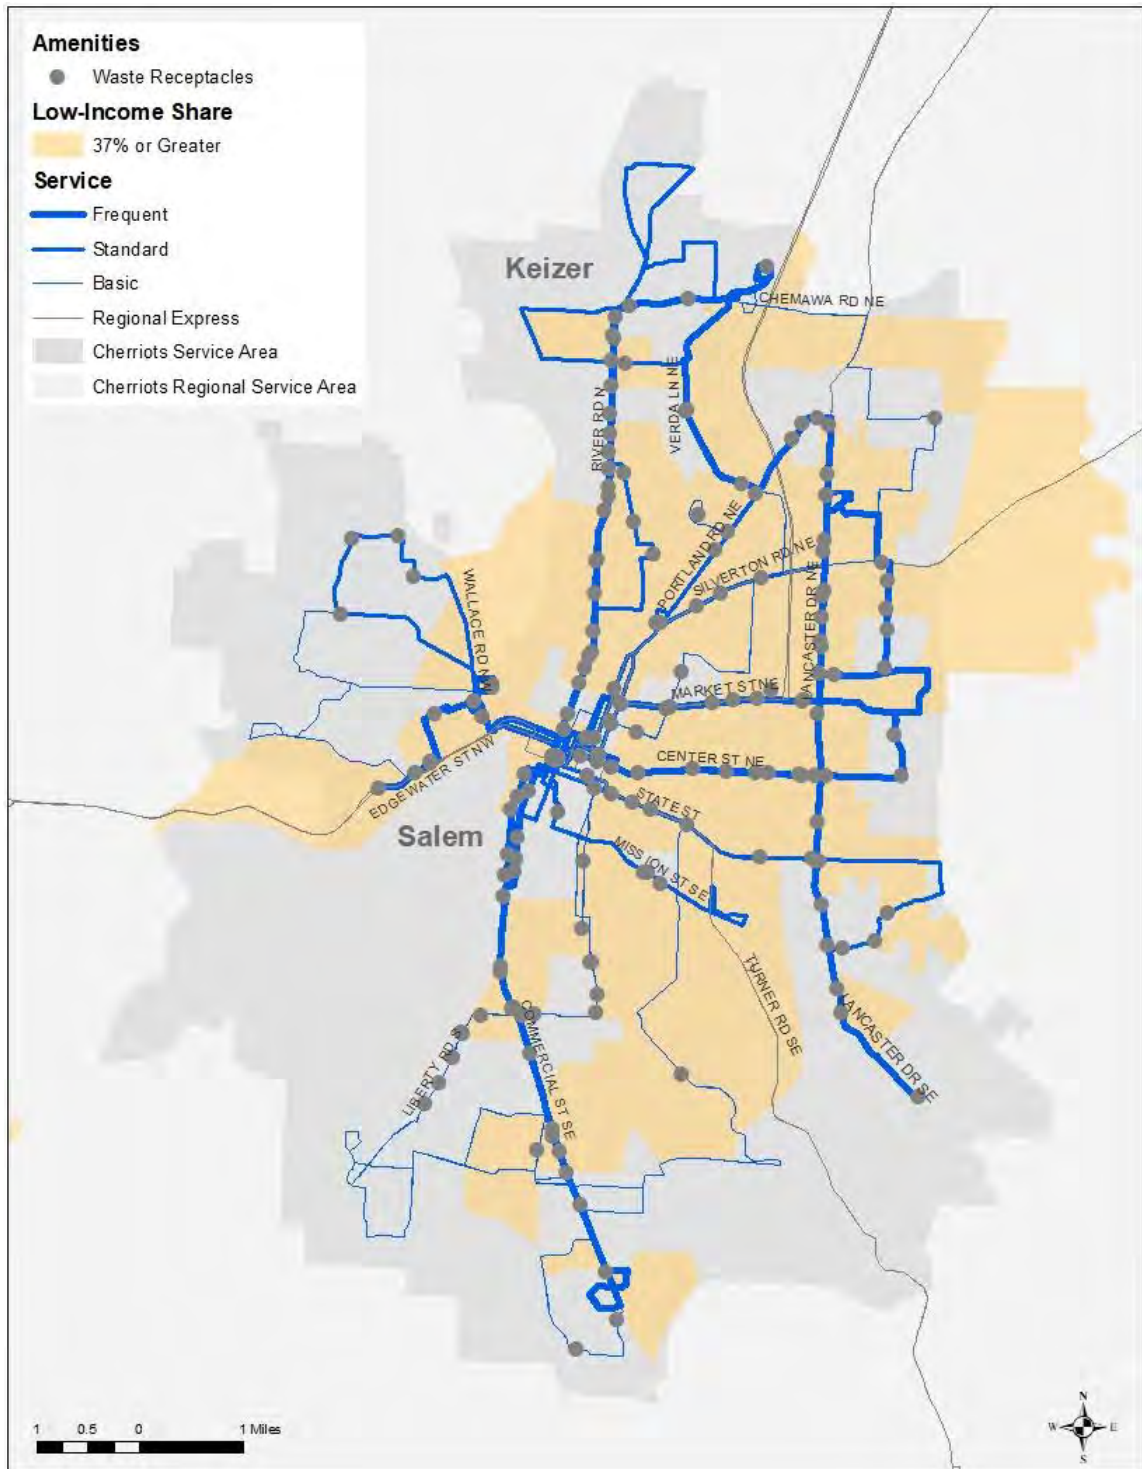 Amenities
Waste Receptacles
Low-Income Share
37% or Greater
Service
Frequent
Standard
Basic
Regional Express
Cherriots Service Area
Cherriots Regional Service Area
Keizer
CHEMAWA RD NE
VERDA LN NE
RIVER RD N
PORTLAND RD NE
SILVERTON RD NE
LANCASTER DR NE
WALLACE RD NW
MARKET ST NE
CENTER ST NE
EDGEWATER ST NW
STATE ST
Salem
MISSION ST SE
TURNER RD SE
LANCASTER DR SE
COMMERCIAL ST SE
LIBERTY RD S
1 0.5 0 1 Miles
N
W E
S